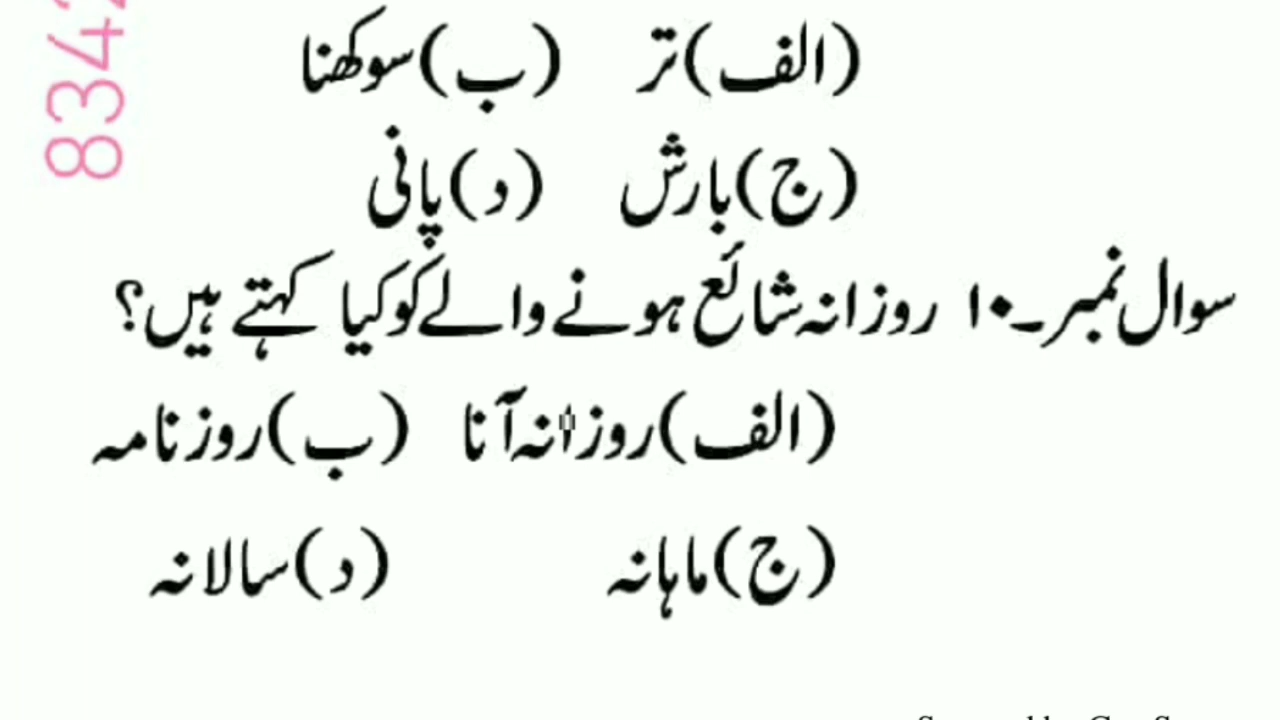 (الف)تر (ب)سوکھنا
(ج)بارش (د)پانی
سوال نمبر۔۱۰ روزانہ شائع ہونے والے کو کیا کہتے ہیں؟
(الف)روزانہ آنا (ب)روزنامہ
(ج)ماہانہ (د)سالانہ
834